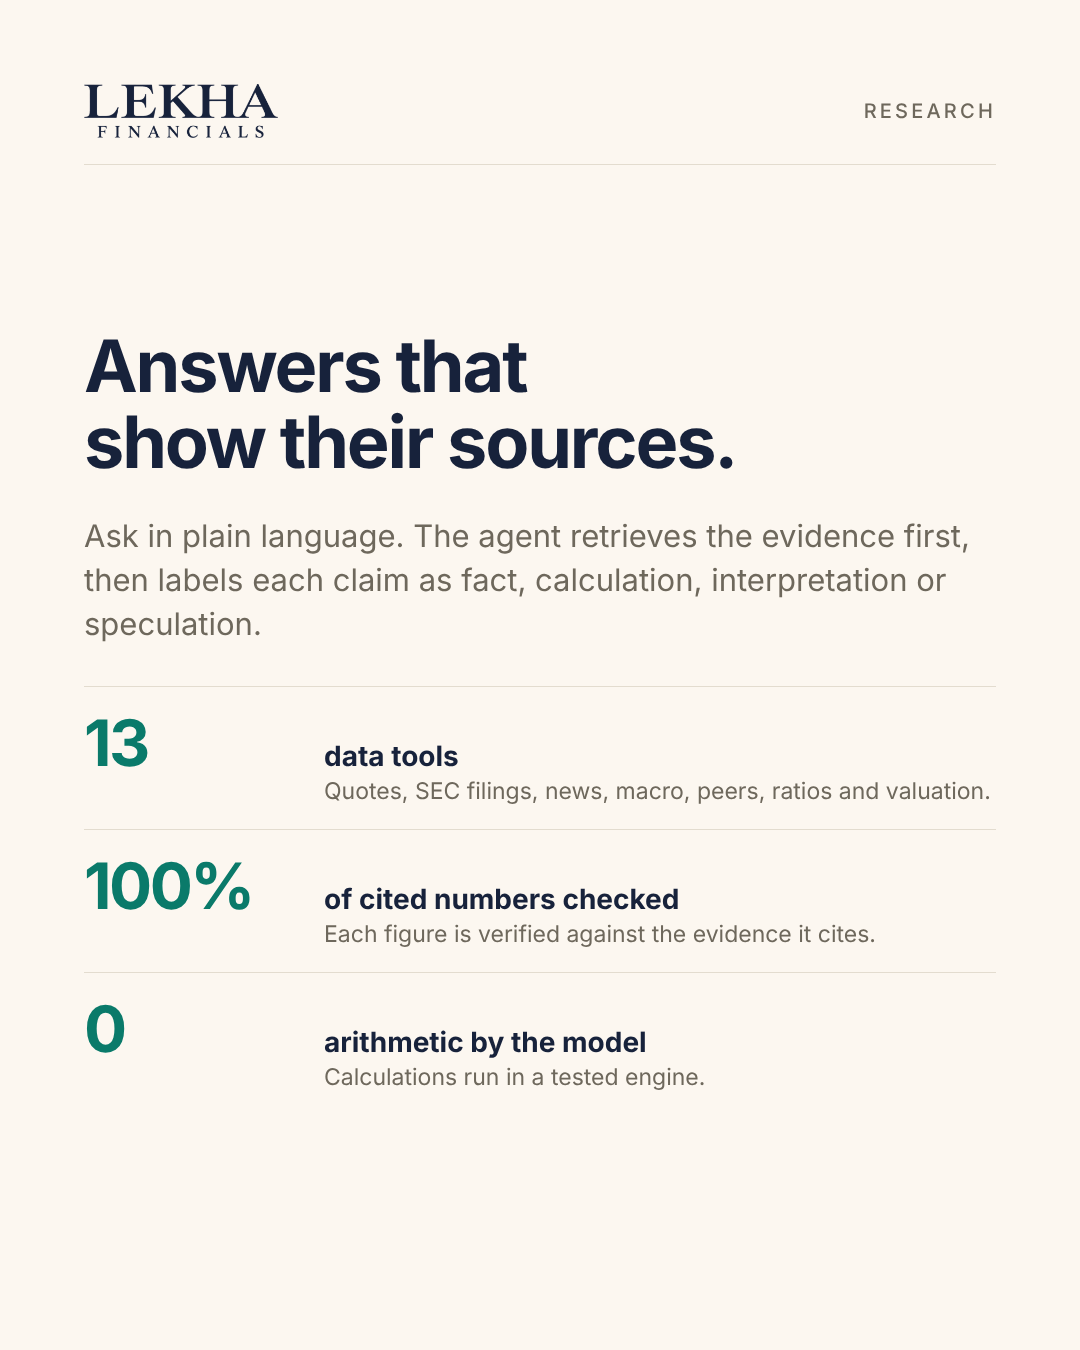 LEKHA
FINANCIALS
RESEARCH
Answers that
show their sources.
Ask in plain language. The agent retrieves the evidence first,
then labels each claim as fact, calculation, interpretation or
speculation.
13
data tools
Quotes, SEC filings, news, macro, peers, ratios and valuation.
100%
of cited numbers checked
Each figure is verified against the evidence it cites.
0
arithmetic by the model
Calculations run in a tested engine.